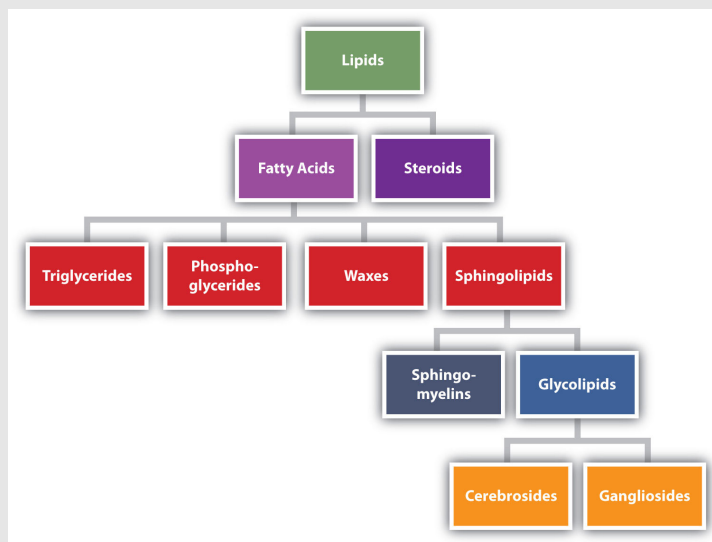 Lipids
Fatty Acids
Steroids
Triglycerides
Phospho-
glycerides
Waxes
Sphingolipids
Sphingo-
myelins
Glycolipids
Cerebrosides
Gangliosides